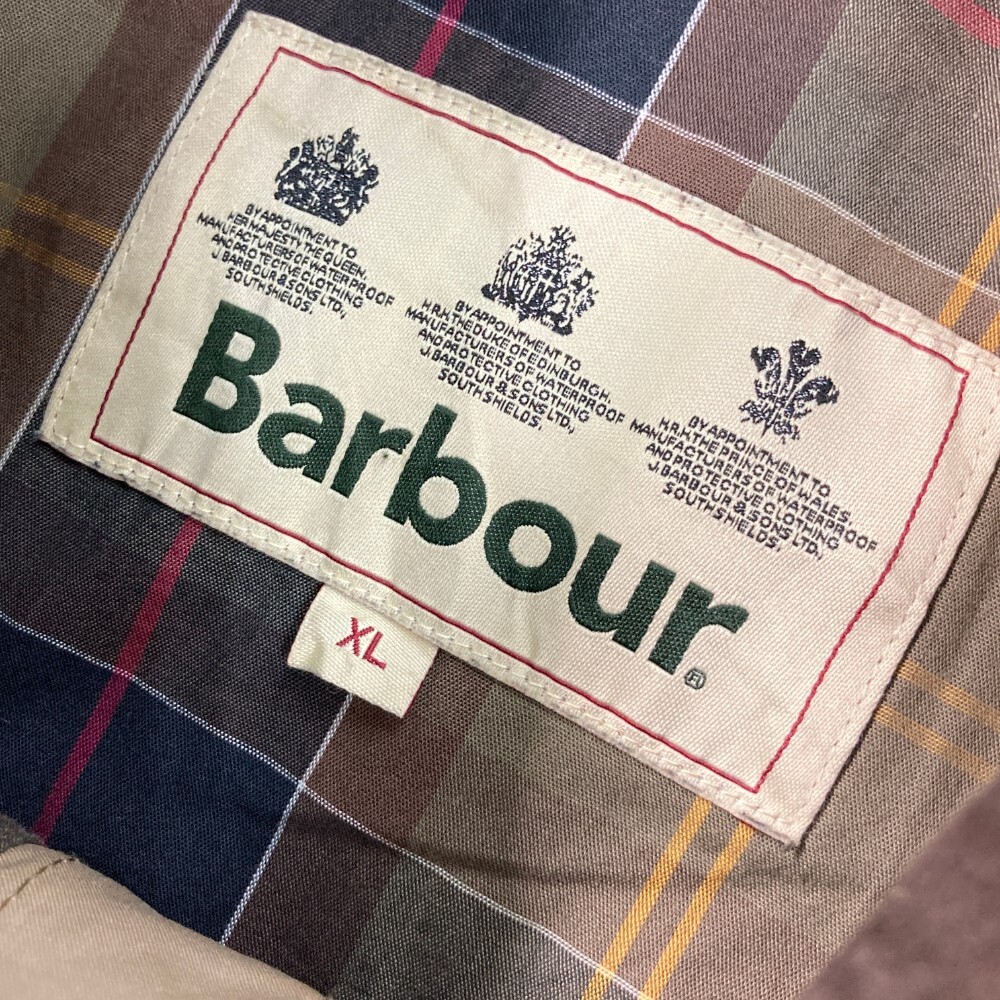 BY APPOINTMENT TO
HER MAJESTY THE QUEEN.
MANUFACTURERS OF WATERPROOF
AND PROTECTIVE CLOTHING
J. BARBOUR & SONS LTD.,
SOUTH SHIELDS.
BY APPOINTMENT TO
H.R.H. THE DUKE OF EDINBURGH.
MANUFACTURERS OF WATERPROOF
AND PROTECTIVE CLOTHING
J. BARBOUR & SONS LTD.,
SOUTH SHIELDS.
BY APPOINTMENT TO
H.R.H. THE PRINCE OF WALES.
MANUFACTURERS OF WATERPROOF
AND PROTECTIVE CLOTHING
J. BARBOUR & SONS LTD.,
SOUTH SHIELDS.
Barbour®
XL